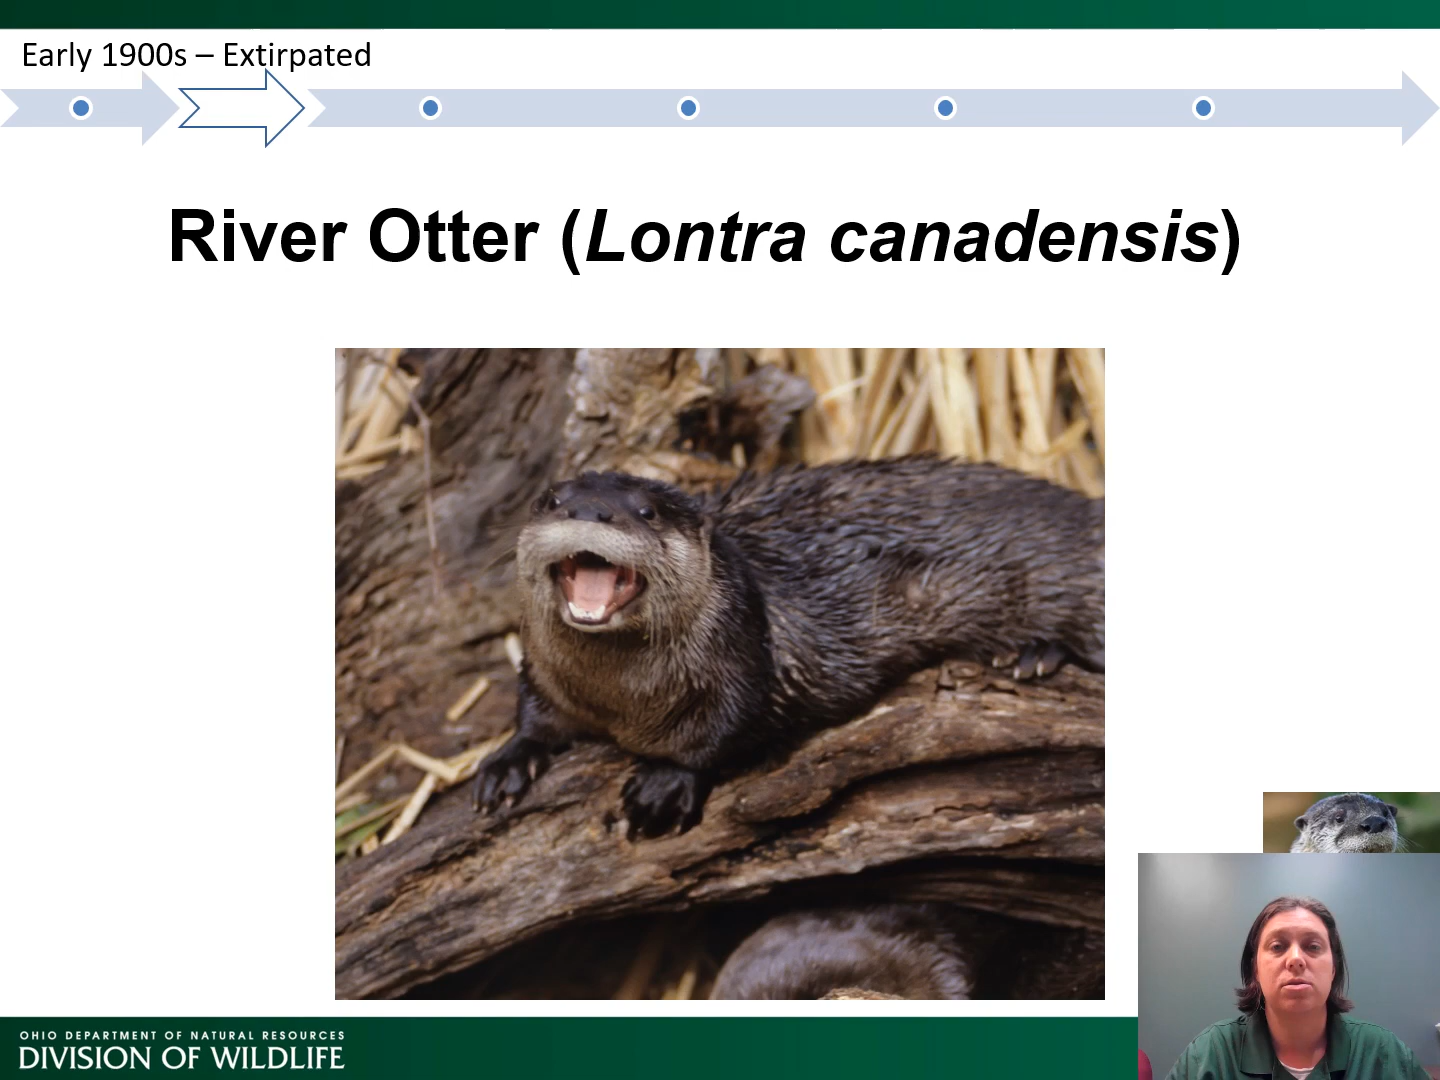 Early 1900s – Extirpated
River Otter (Lontra canadensis)
OHIO DEPARTMENT OF NATURAL RESOURCES
DIVISION OF WILDLIFE